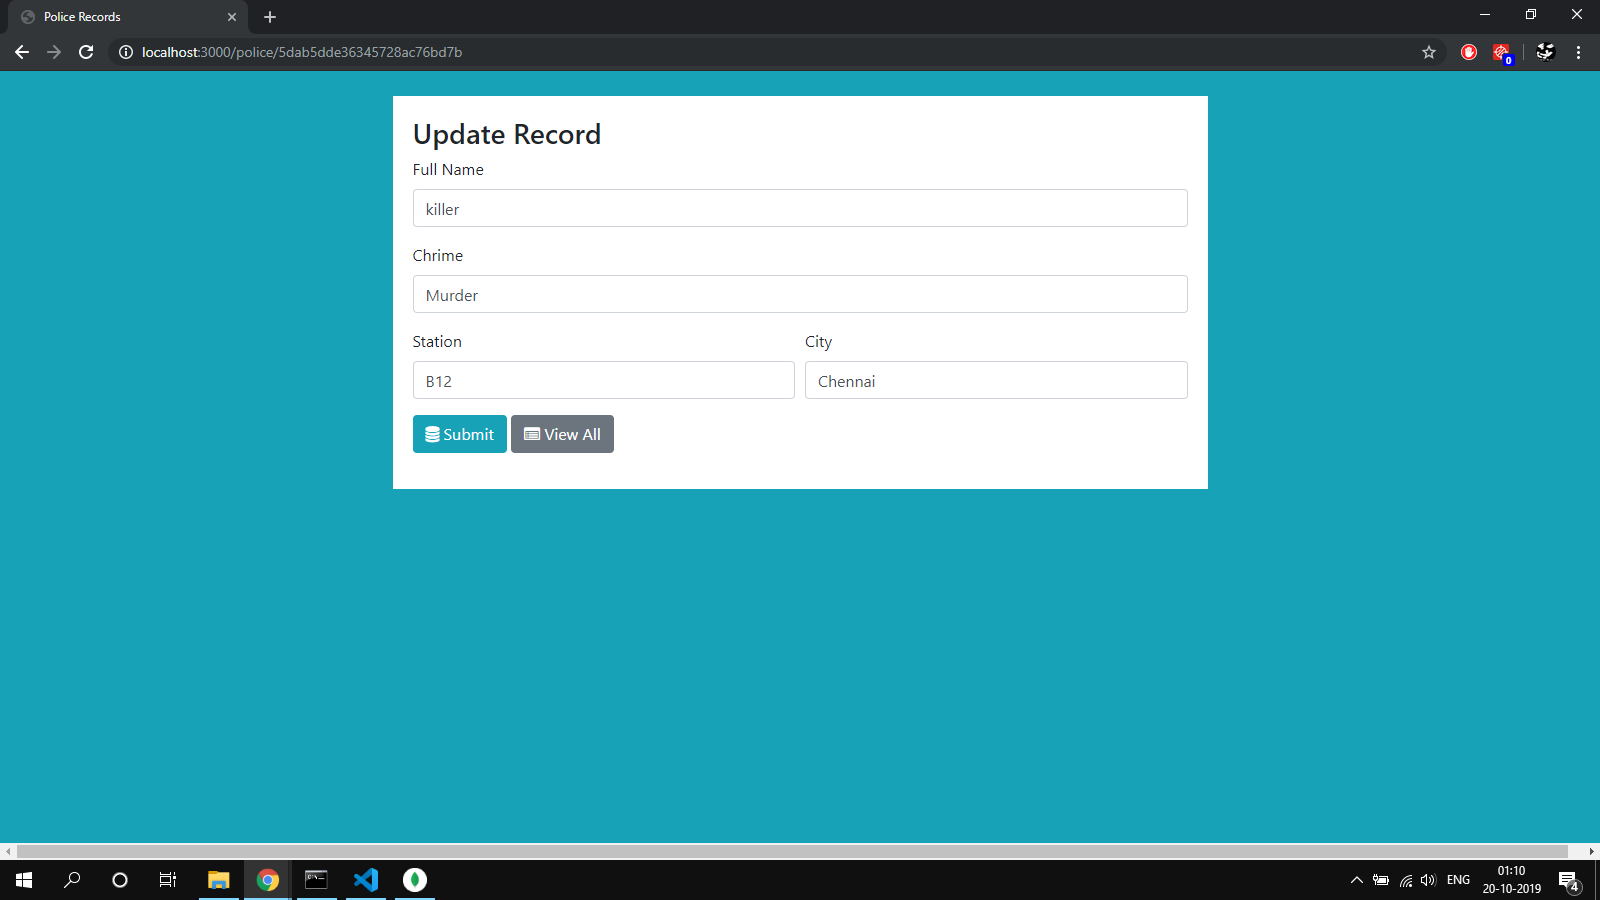 Police Records
localhost:3000/police/5dab5dde36345728ac76bd7b
0
Update Record
Full Name
killer
Chrime
Murder
Station
City
B12
Chennai
Submit
View All
ENG
01:10
20-10-2019
4